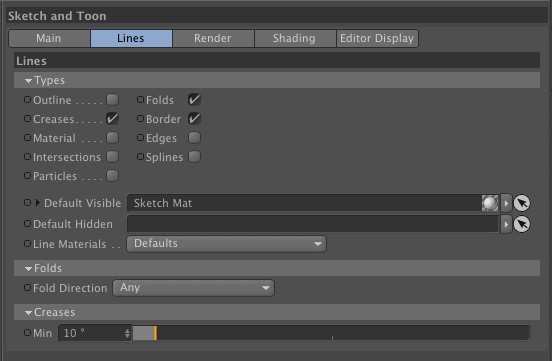 Sketch and Toon
Main Lines Render Shading Editor Display
Lines
Types
Outline . . . . . Folds
Creases. . . . . Border
Material . . . . Edges
Intersections Splines
Particles . . . .
Default Visible Sketch Mat
Default Hidden
Line Materials . . Defaults
Folds
Fold Direction Any
Creases
Min 10 °